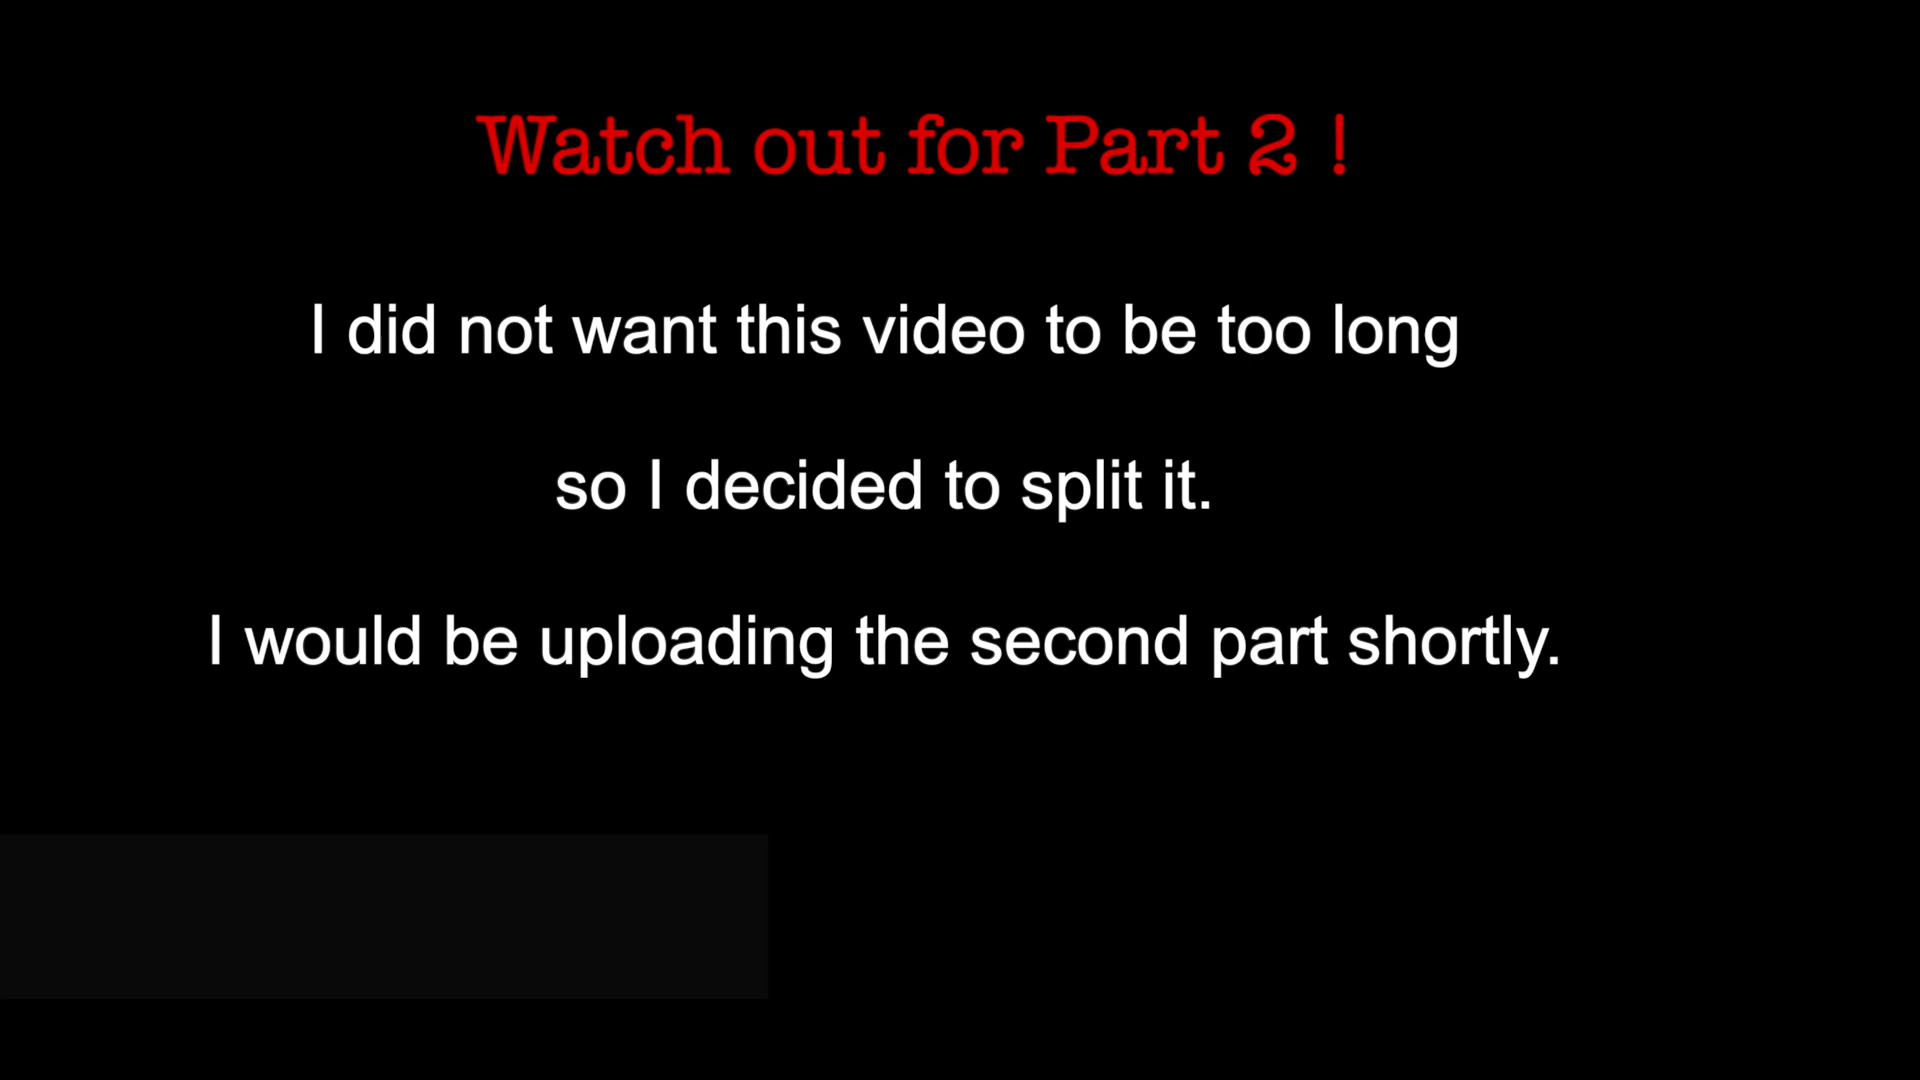 Watch out for Part 2 !
I did not want this video to be too long
so I decided to split it.
I would be uploading the second part shortly.